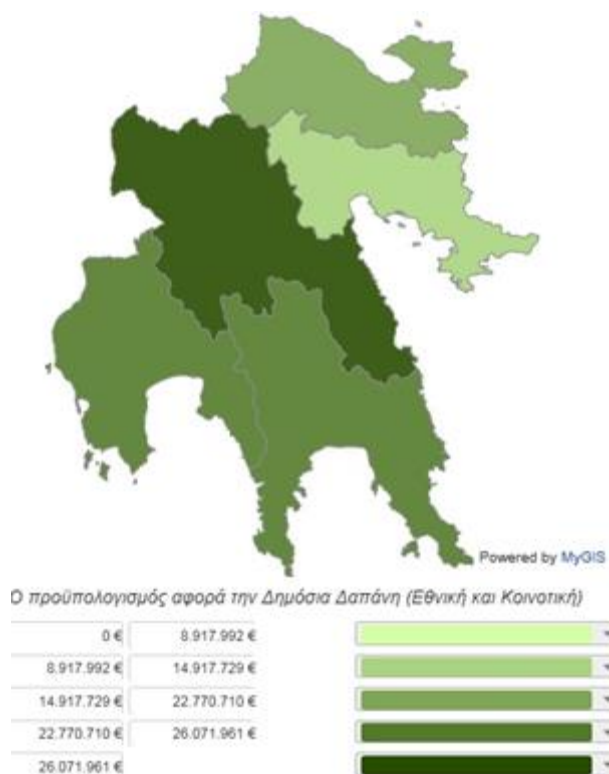 Powered by MyGIS
Ο προϋπολογισμός αφορά την Δημόσια Δαπάνη (Εθνική και Κοινοτική)
0 € 8.917.992 €
8.917.992 € 14.917.729 €
14.917.729 € 22.770.710 €
22.770.710 € 26.071.961 €
26.071.961 €